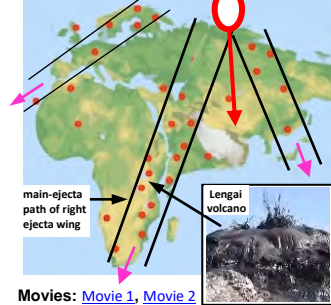 main-ejecta
path of right
ejecta wing
Lengai
volcano
Movies: Movie 1, Movie 2